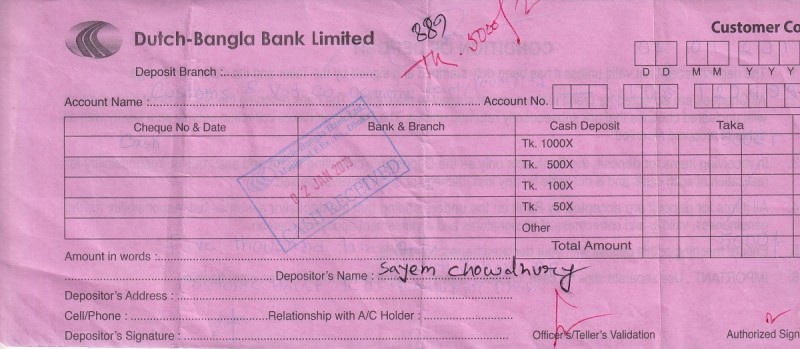 889
Tk. 5000/2
Dutch-Bangla Bank Limited
Customer Co
Deposit Branch :
D D M M Y Y Y
Account Name : Account No.
Cheque No & Date Bank & Branch Cash Deposit Taka
Tk. 1000X
Tk. 500X
Tk. 100X
Tk. 50X
Other
Total Amount
02 JAN 2019
CASH RECEIVED
Amount in words :
Depositor's Name : Sayem Chowdhury
Depositor's Address :
Cell/Phone : Relationship with A/C Holder :
Depositor's Signature : Officer's/Teller's Validation Authorized Sign